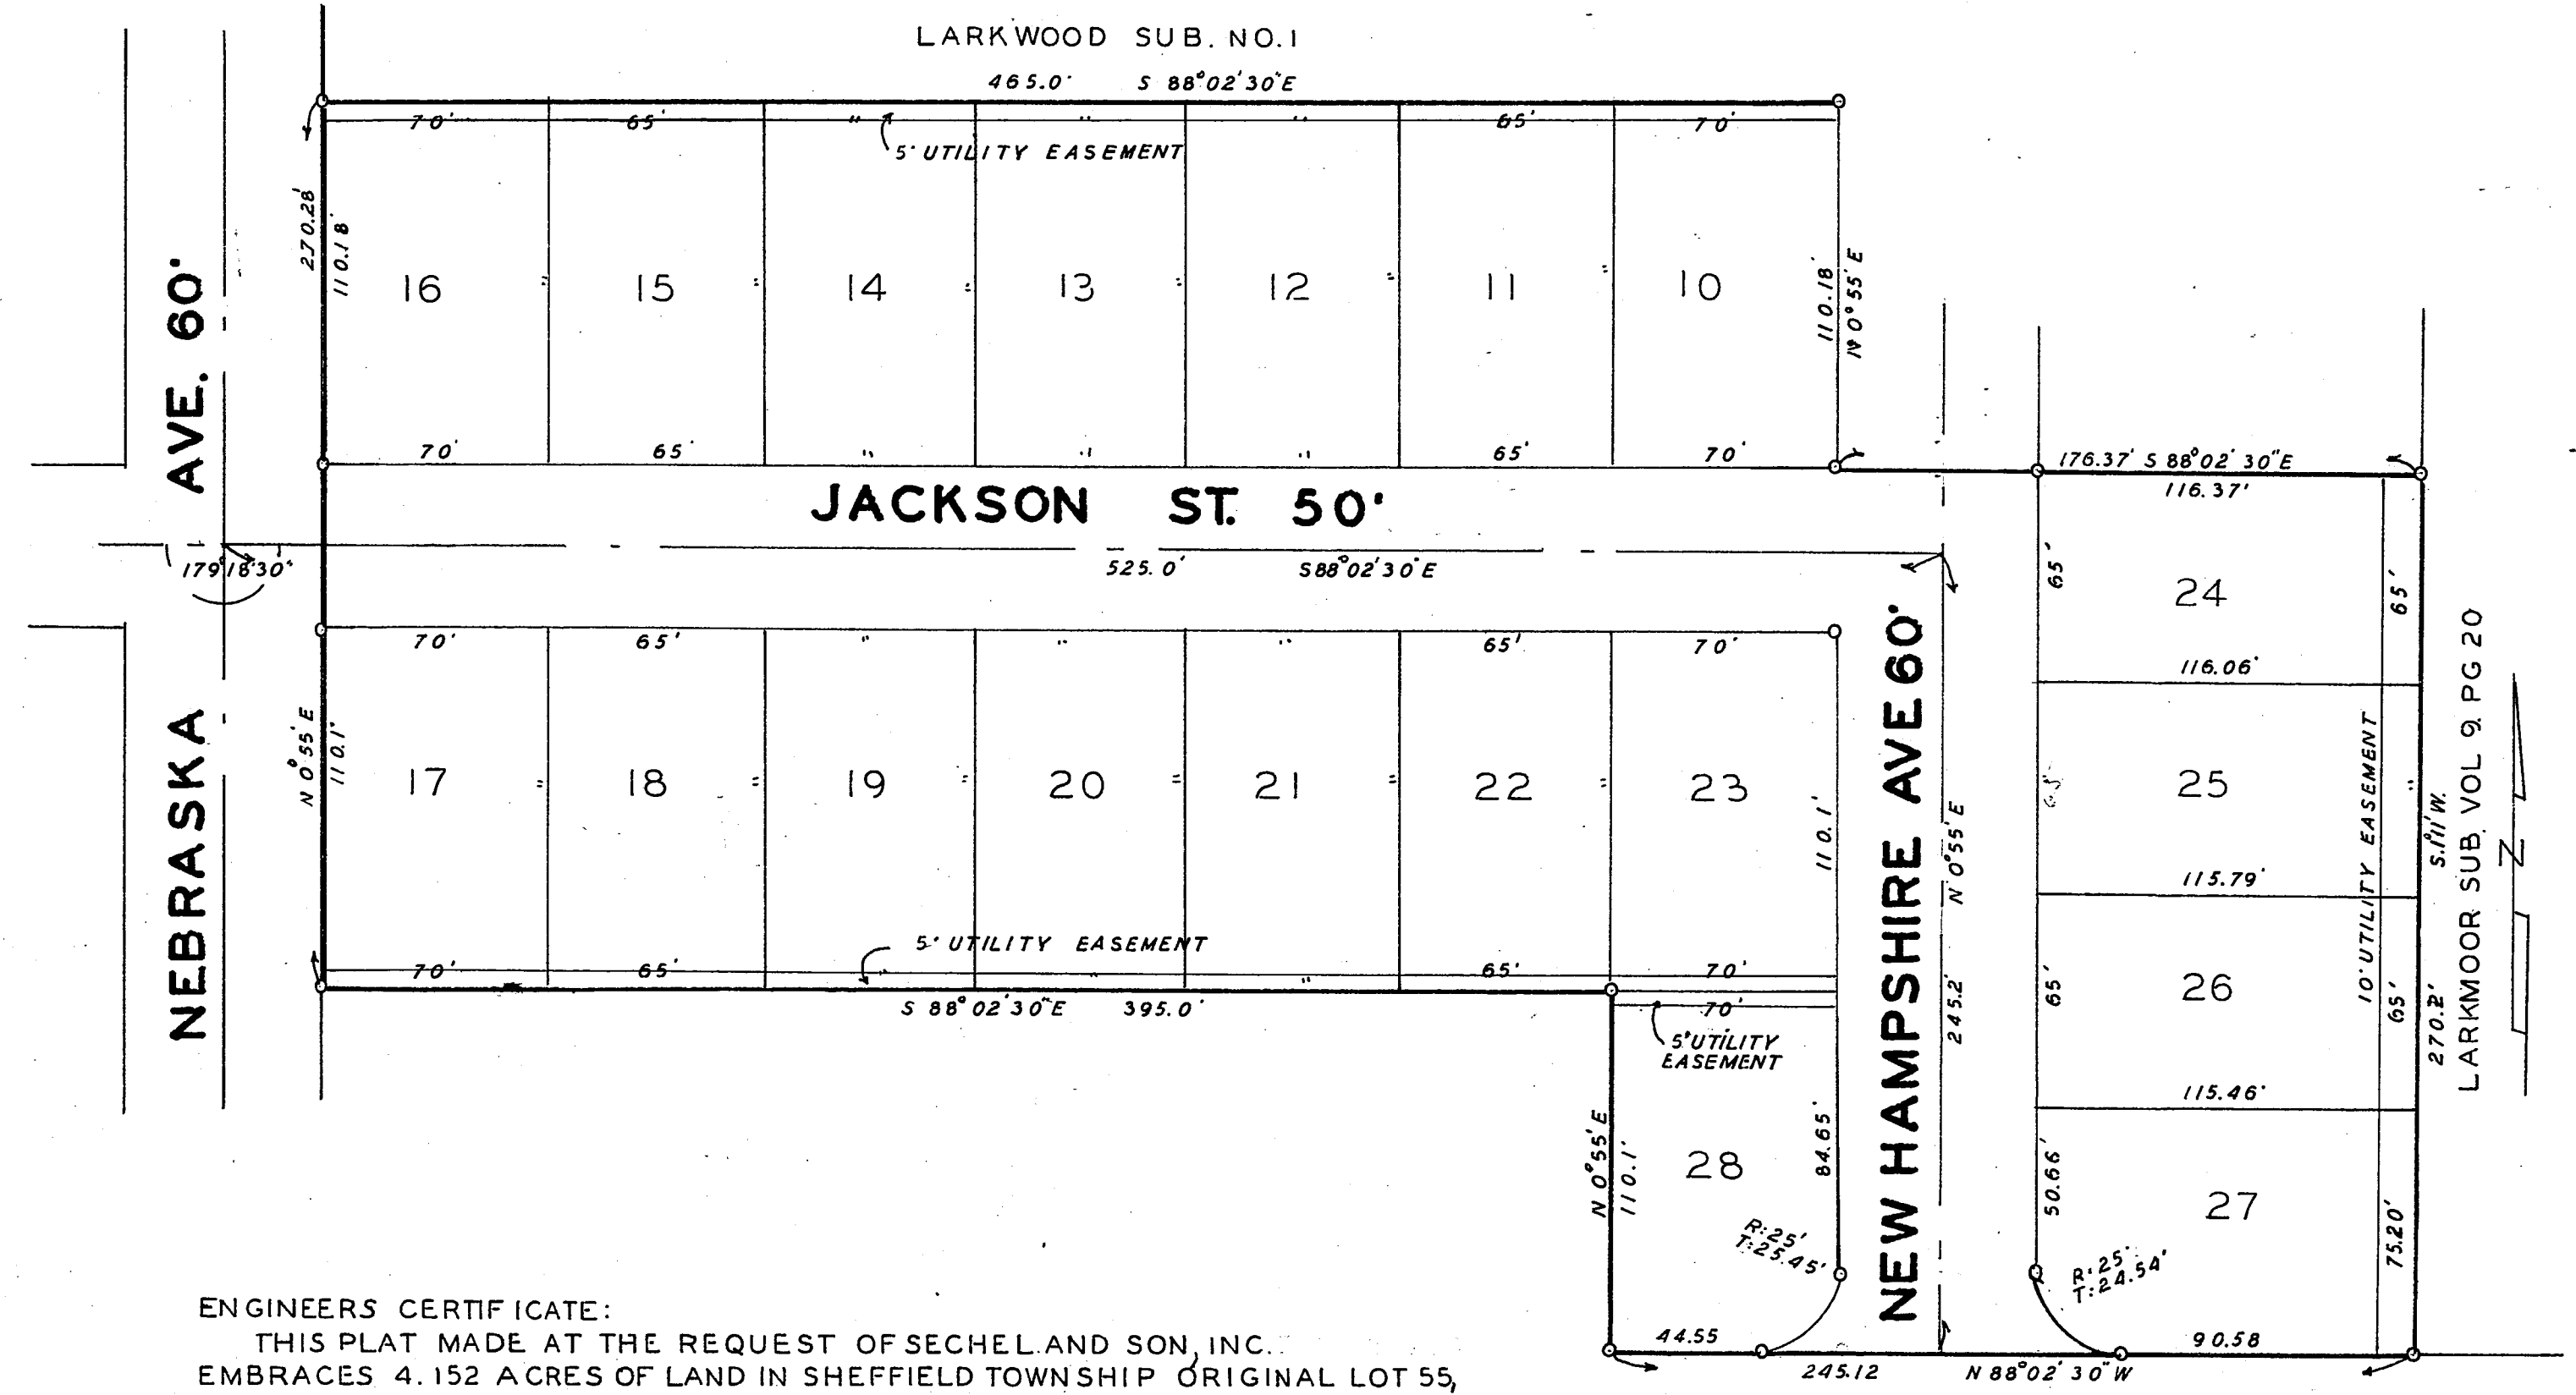 LARKWOOD SUB. NO. 1
465.0' S 88°02'30"E
70' 65' " " " 65' 70'
5' UTILITY EASEMENT
270.28'
110.18'
16 15 14 13 12 11 10
110.18'
N 0°55'E
70' 65' " " " 65' 70'
NEBRASKA AVE. 60'
JACKSON ST. 50'
176.37' S 88°02'30"E
116.37'
179°18'30"
525.0' S88°02'30"E
70' 65' " " " 65' 70'
N 0°55'E
110.1'
17 18 19 20 21 22 23
110.1'
NEW HAMPSHIRE AVE 60'
N 0°55'E
245.2'
65' 24 65'
116.06'
25
115.79'
65' 26 65'
115.46'
50.66' 27 75.20'
10' UTILITY EASEMENT
S.1°11'W.
270.2'
LARKMOOR SUB. VOL 9. PG 20
N
5' UTILITY EASEMENT
70' 65' " " 65' 70'
S 88°02'30"E 395.0'
70'
5' UTILITY
EASEMENT
N 0°55'E
110.1'
28
84.65'
R:25'
T:25.45'
R:25'
T:24.54'
44.55 90.58
245.12 N 88°02'30"W
ENGINEERS CERTIFICATE:
THIS PLAT MADE AT THE REQUEST OF SECHEL AND SON, INC.
EMBRACES 4.152 ACRES OF LAND IN SHEFFIELD TOWNSHIP ORIGINAL LOT 55,